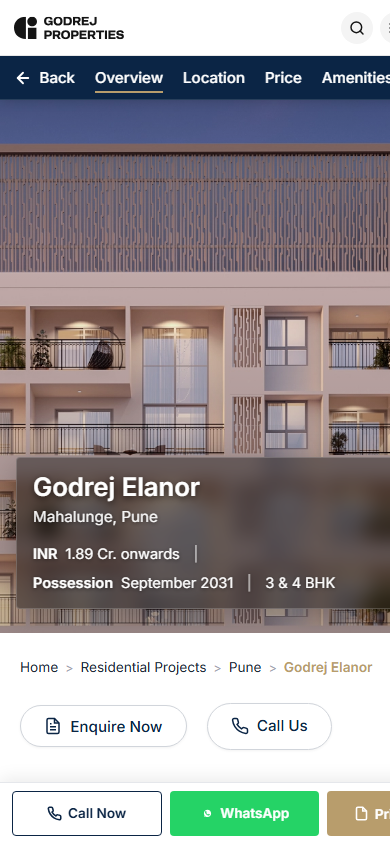 GODREJ
PROPERTIES
Back Overview Location Price Amenities
Godrej Elanor
Mahalunge, Pune
INR 1.89 Cr. onwards |
Possession September 2031 | 3 & 4 BHK
Home > Residential Projects > Pune > Godrej Elanor
Enquire Now Call Us
Call Now WhatsApp